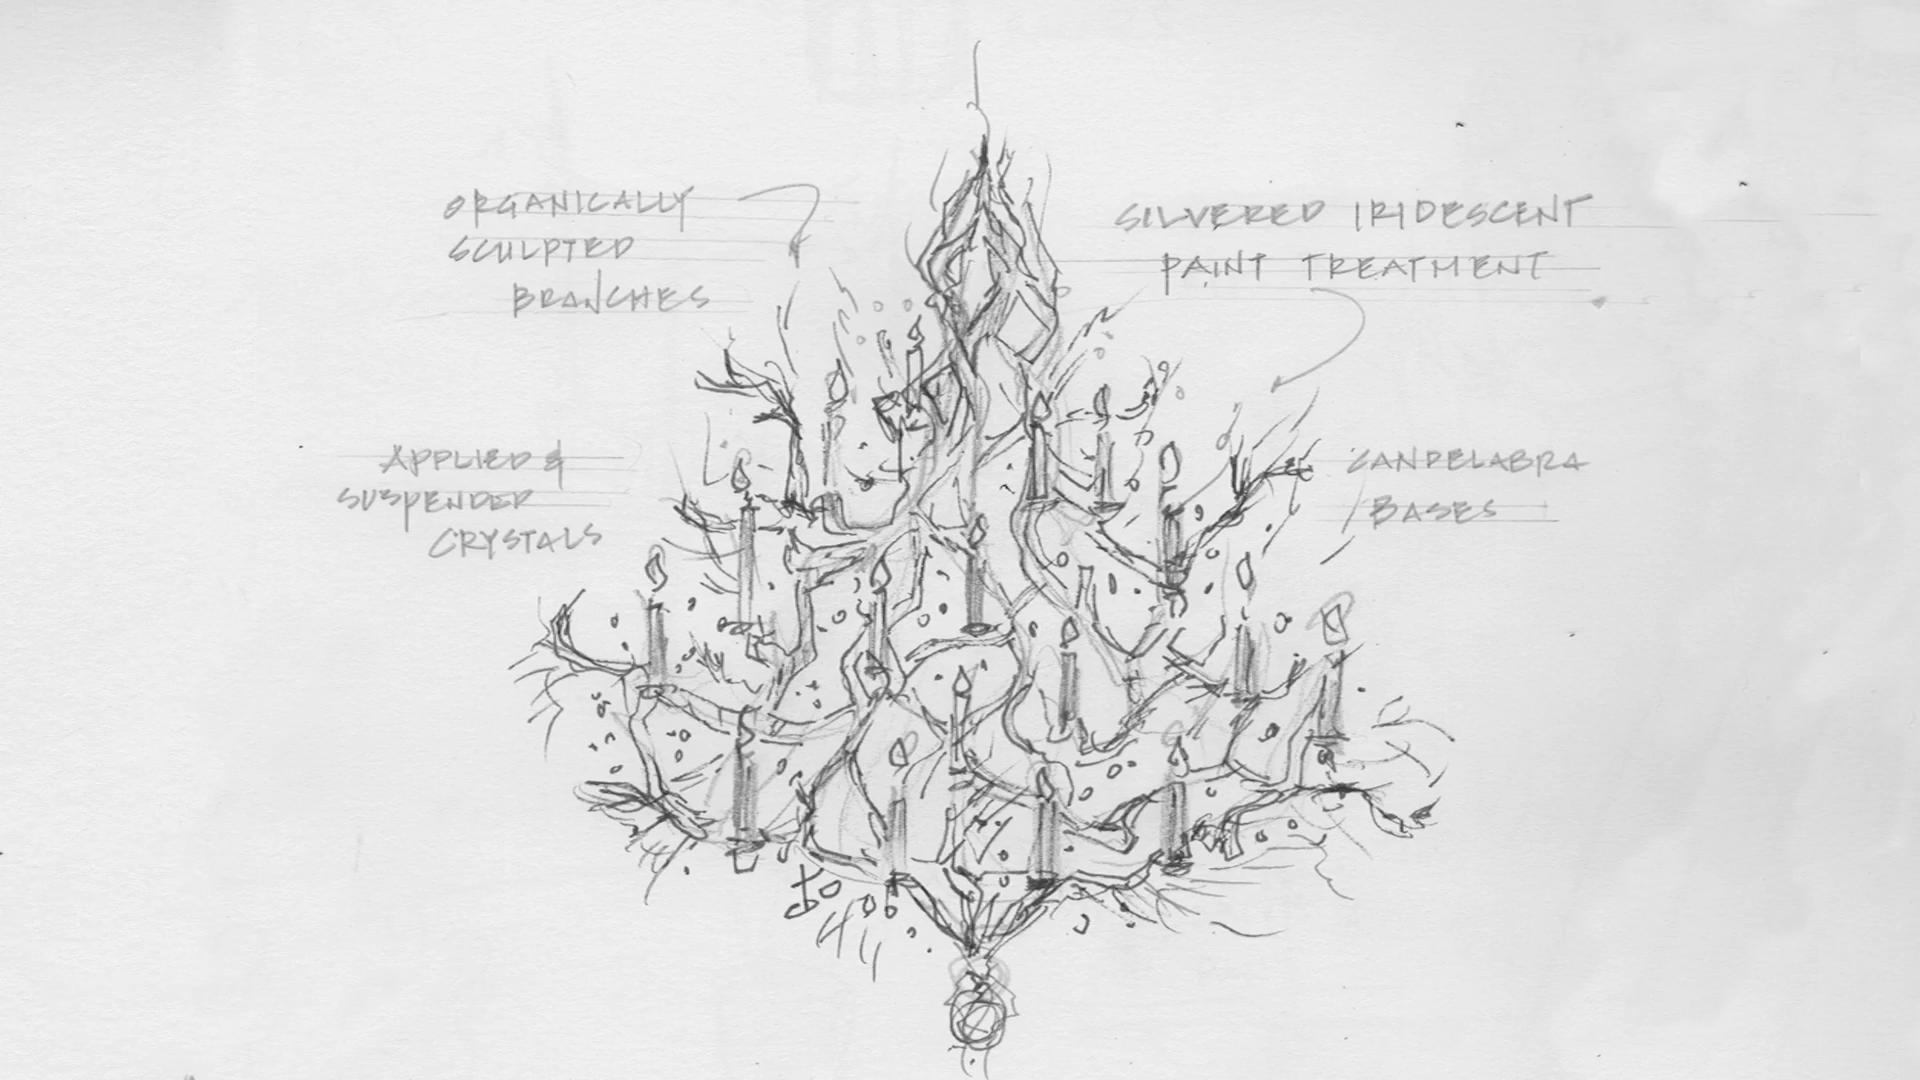 ORGANICALLY
SCULPTED
BRANCHES
SILVERED IRIDESCENT
PAINT TREATMENT
APPLIED &
SUSPENDER
CRYSTALS
CANDELABRA
BASES